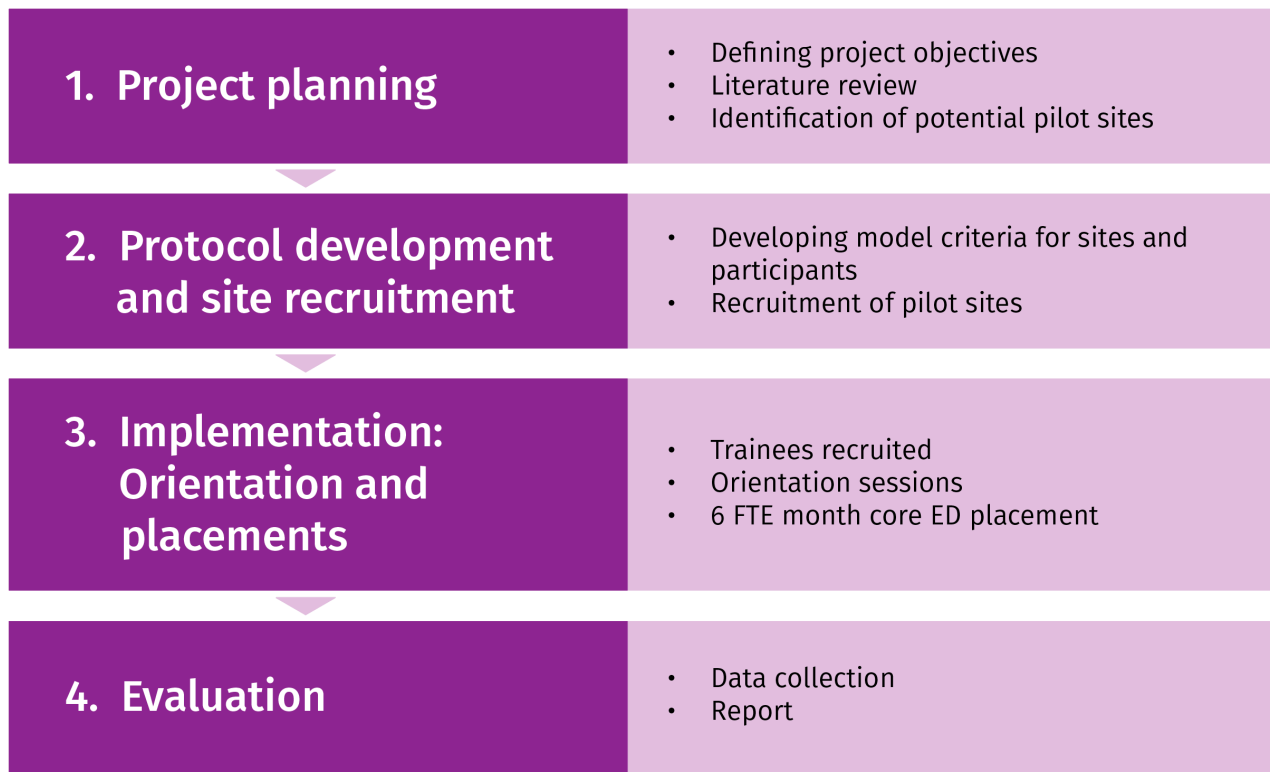 1. Project planning
• Defining project objectives
• Literature review
• Identification of potential pilot sites
2. Protocol development
and site recruitment
• Developing model criteria for sites and
participants
• Recruitment of pilot sites
3. Implementation:
Orientation and
placements
• Trainees recruited
• Orientation sessions
• 6 FTE month core ED placement
4. Evaluation
• Data collection
• Report